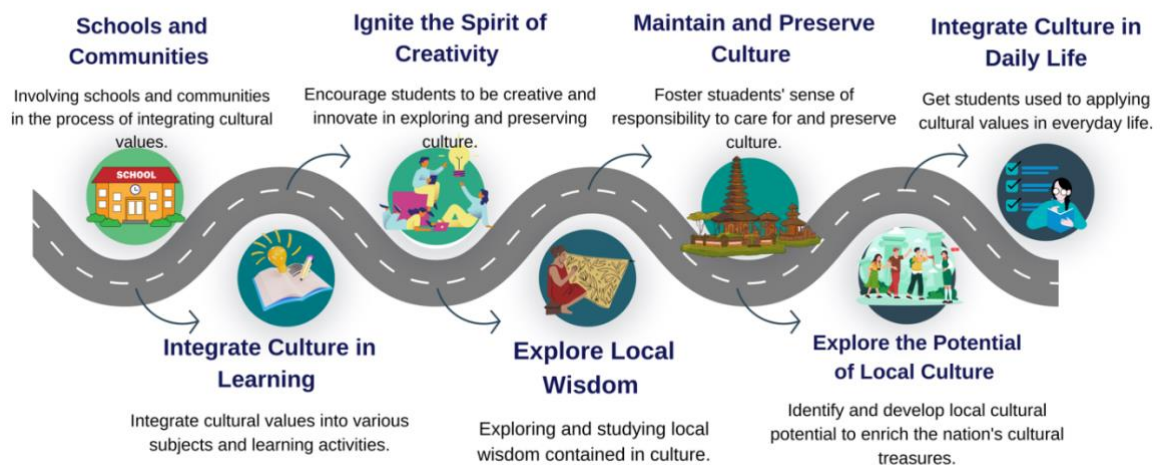 Schools and
Communities
Involving schools and communities
in the process of integrating cultural
values.
SCHOOL
Integrate Culture in
Learning
Integrate cultural values into various
subjects and learning activities.
Ignite the Spirit of
Creativity
Encourage students to be creative and
innovate in exploring and preserving
culture.
Explore Local
Wisdom
Exploring and studying local
wisdom contained in culture.
Maintain and Preserve
Culture
Foster stuadents' sense of
responsibility to care for and preserve
culture.
Explore the Potential
of Local Culture
Identify and develop local cultural
potential to enrich the nation's cultural
treasures.
Integrate Culture in
Daily Life
Get students used to applying
cultural values in everyday life.